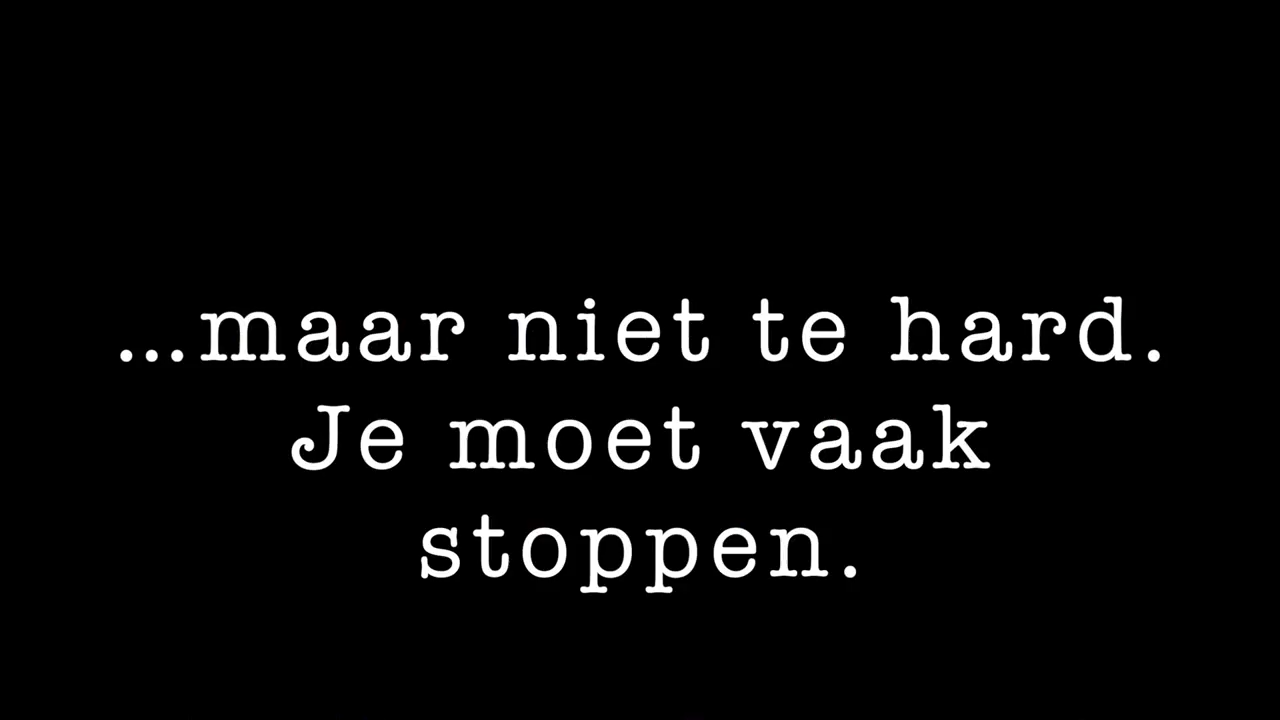 ...maar niet te hard.
Je moet vaak
stoppen.